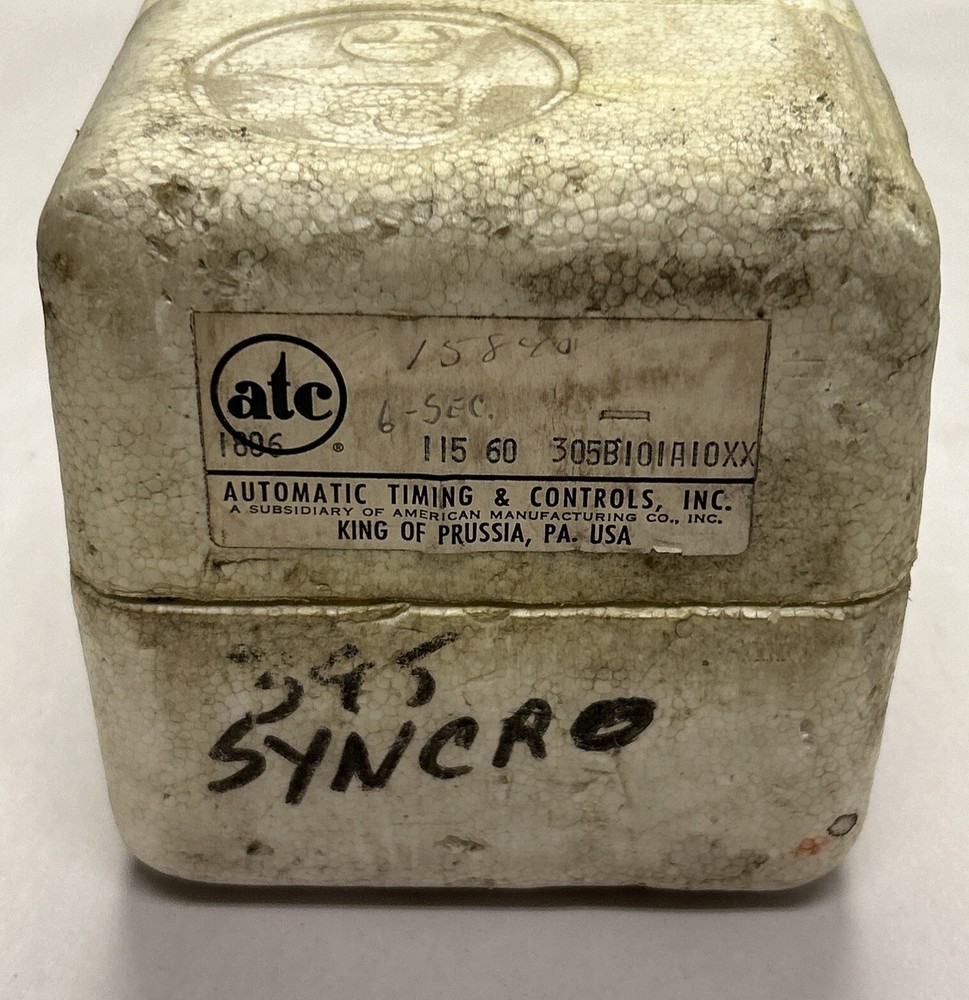 atc
atc
6-SEC.
1806 ® 115 60 305B101A10XX
AUTOMATIC TIMING & CONTROLS, INC.
A SUBSIDIARY OF AMERICAN MANUFACTURING CO., INC.
KING OF PRUSSIA, PA. USA
345
SYNCRO